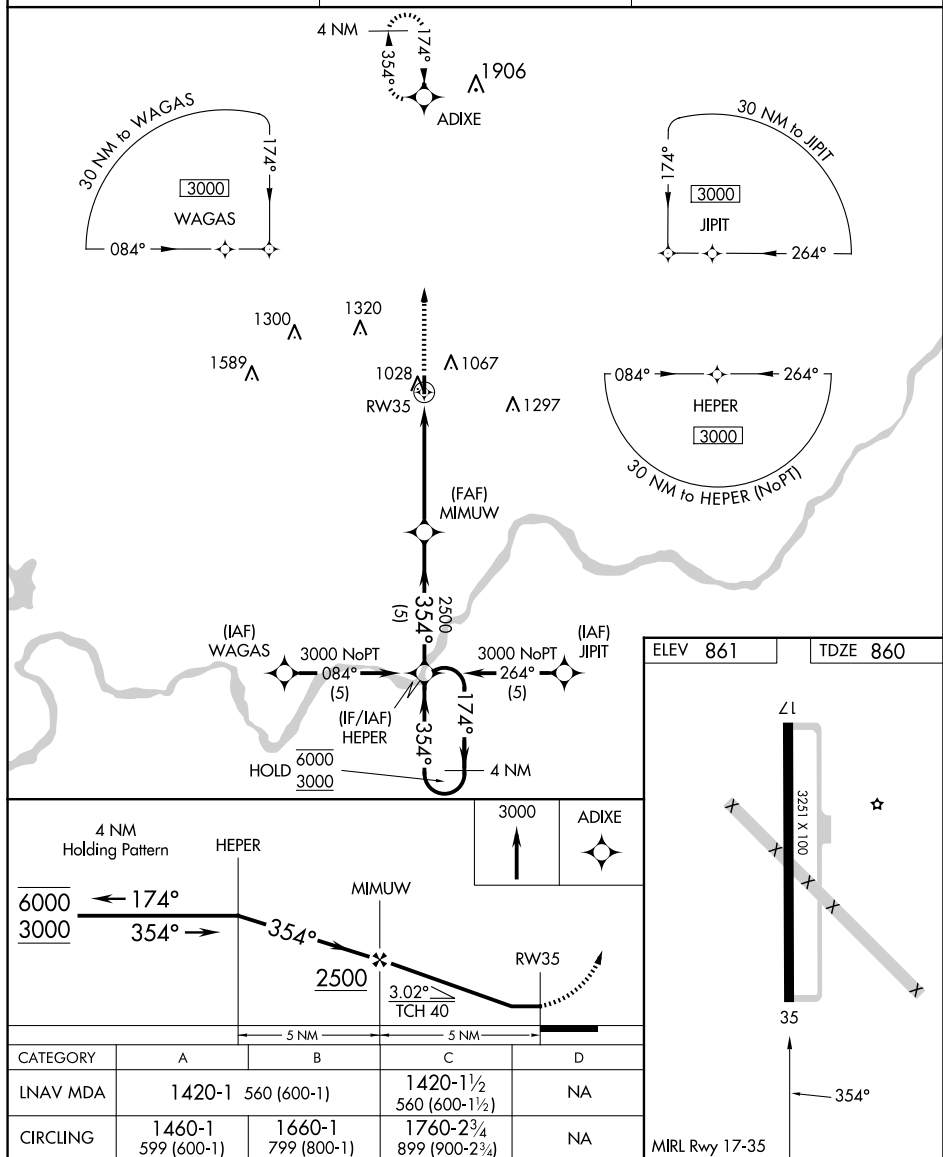 4 NM
354°
174°
1906
ADIXE
30 NM to WAGAS
174°
3000
WAGAS
084°
30 NM to JIPIT
174°
3000
JIPIT
264°
1300
1320
1589
1028
1067
RW35
1297
084°
264°
HEPER
3000
30 NM to HEPER (NoPT)
(FAF)
MIMUW
2500
354°
(5)
(IAF)
WAGAS
3000 NoPT
084°
(5)
3000 NoPT
264°
(5)
(IAF)
JIPIT
(IF/IAF)
HEPER
354°
174°
HOLD
6000
3000
4 NM
ELEV 861
TDZE 860
17
3251 X 100
X
X
X
X
X
35
354°
MIRL Rwy 17-35
4 NM
Holding Pattern
HEPER
MIMUW
RW35
3000
ADIXE
6000
3000
174°
354°
354°
2500
3.02°
TCH 40
5 NM
5 NM
CATEGORY A B C D
LNAV MDA 1420-1 560 (600-1) 1420-1½ NA
560 (600-1½)
CIRCLING 1460-1 1660-1 1760-2¾ NA
599 (600-1) 799 (800-1) 899 (900-2¾)